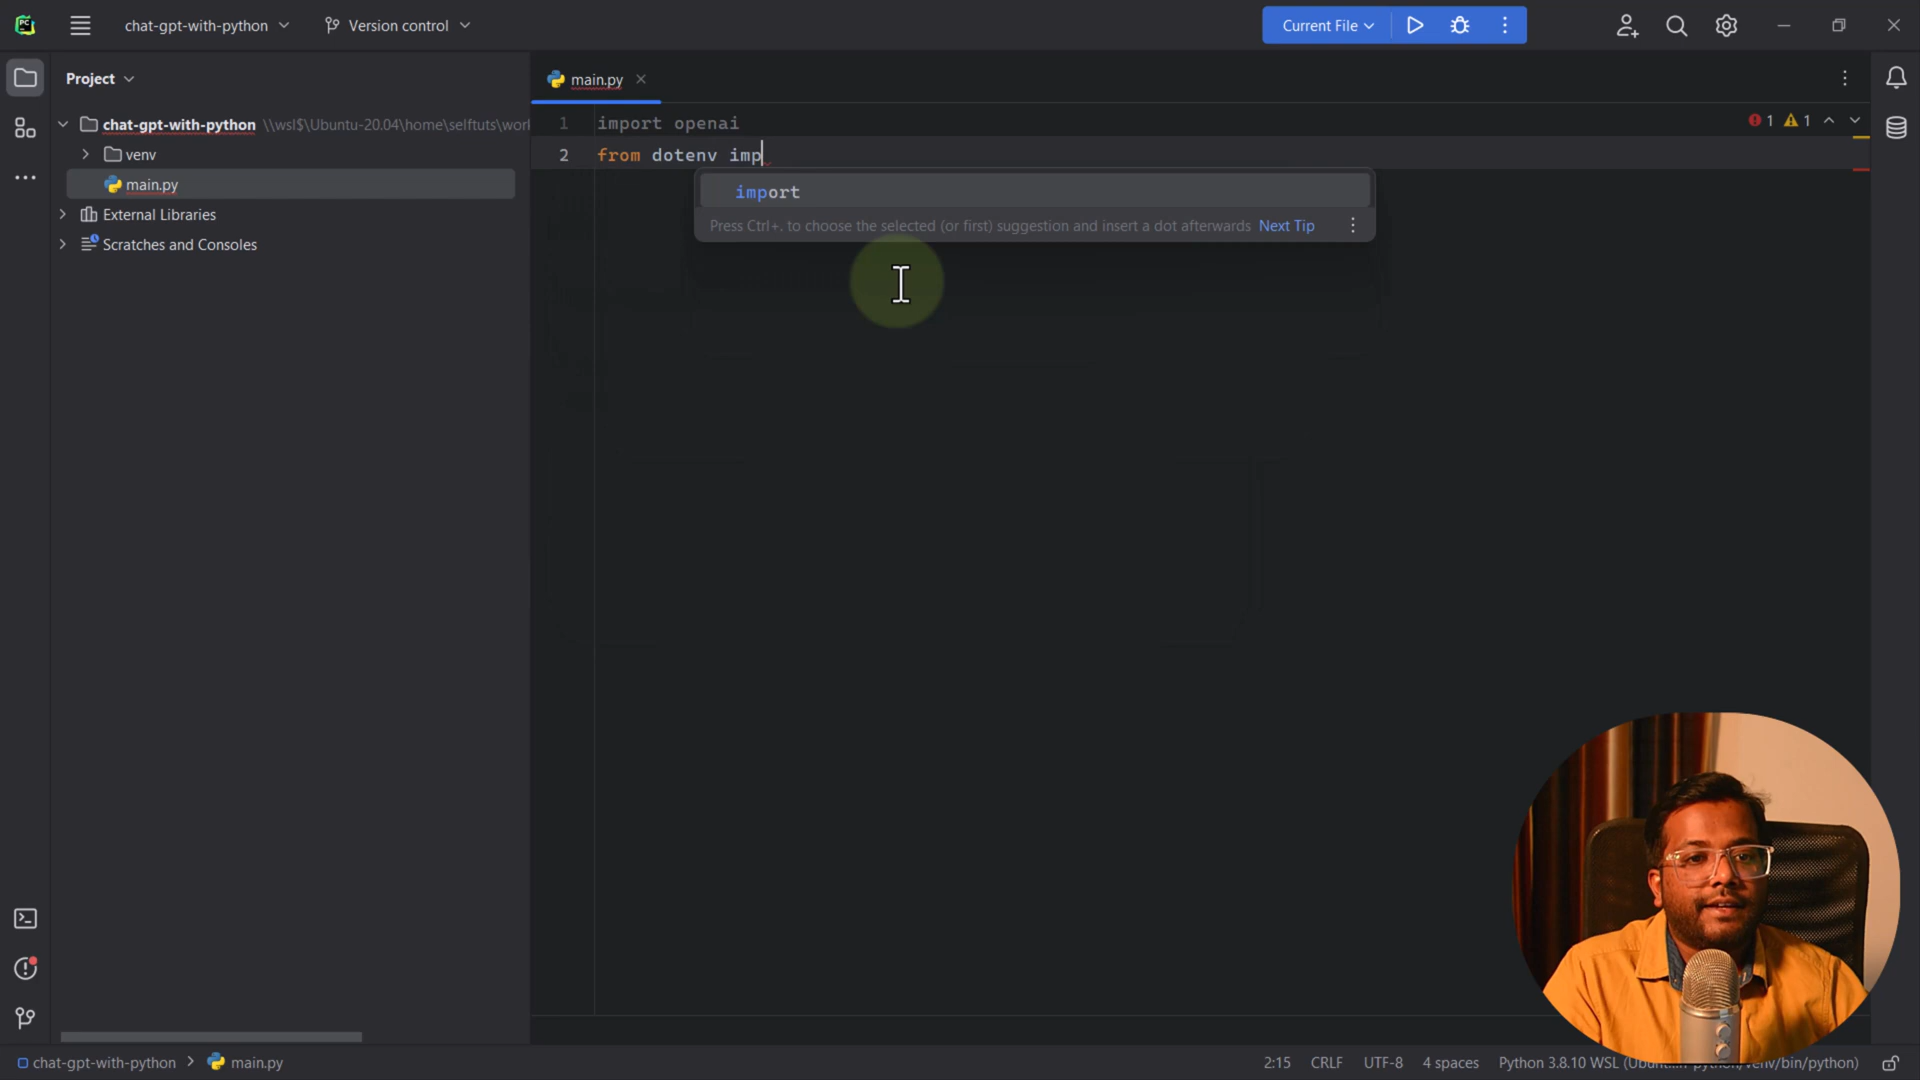 PC
chat-gpt-with-python
Version control
Current File
Project
main.py
chat-gpt-with-python \\wsl$\Ubuntu-20.04\home\selftuts\wor
venv
main.py
External Libraries
Scratches and Consoles
1 import openai
1 1
2 from dotenv imp
import
Press Ctrl+. to choose the selected (or first) suggestion and insert a dot afterwards Next Tip
chat-gpt-with-python > main.py
2:15 CRLF UTF-8 4 spaces Python 3.8.10 WSL